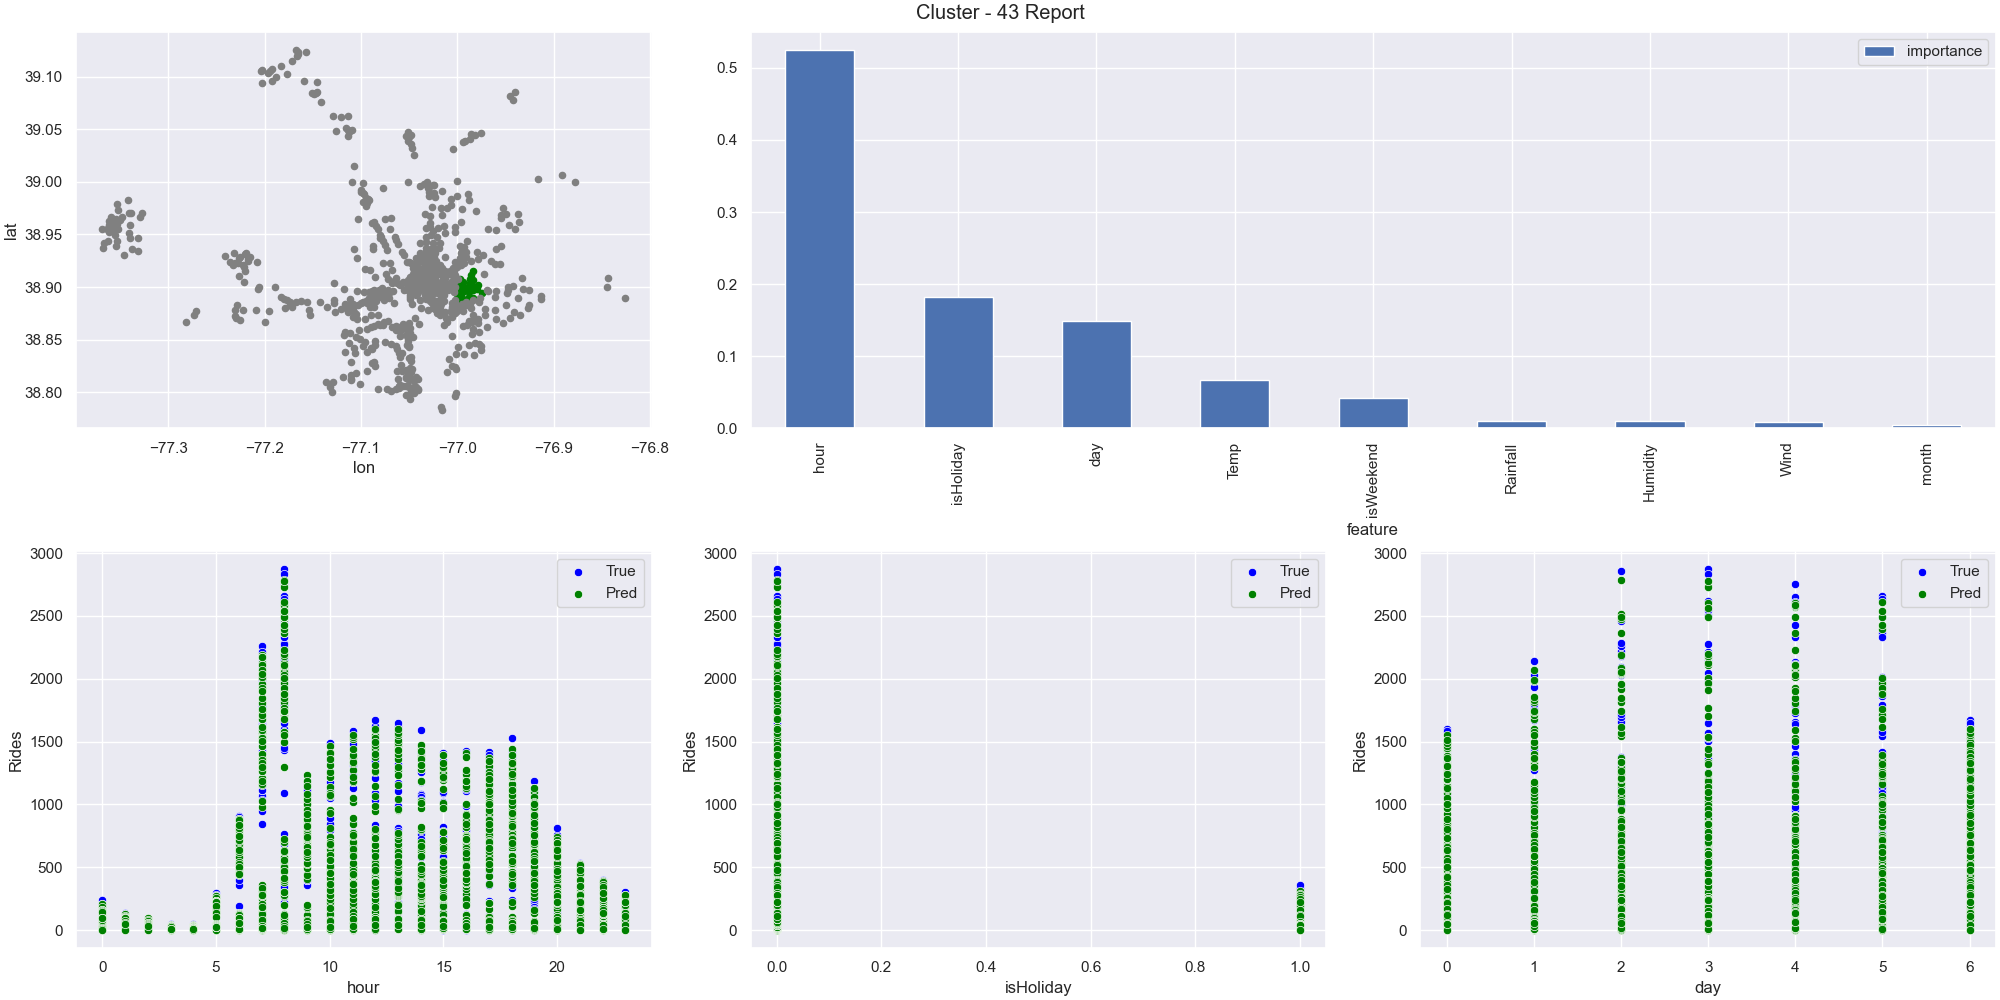 Cluster - 43 Report
39.10
39.05
39.00
38.95
38.90
38.85
38.80
lat
−77.3 −77.2 −77.1 −77.0 −76.9 −76.8
lon
importance
0.5
0.4
0.3
0.2
0.1
0.0
hour isHoliday day Temp isWeekend Rainfall Humidity Wind month
feature
True
Pred
3000
2500
2000
1500
1000
500
0
Rides
0 5 10 15 20
hour
True
Pred
3000
2500
2000
1500
1000
500
0
Rides
0.0 0.2 0.4 0.6 0.8 1.0
isHoliday
True
Pred
3000
2500
2000
1500
1000
500
0
Rides
0 1 2 3 4 5 6
day